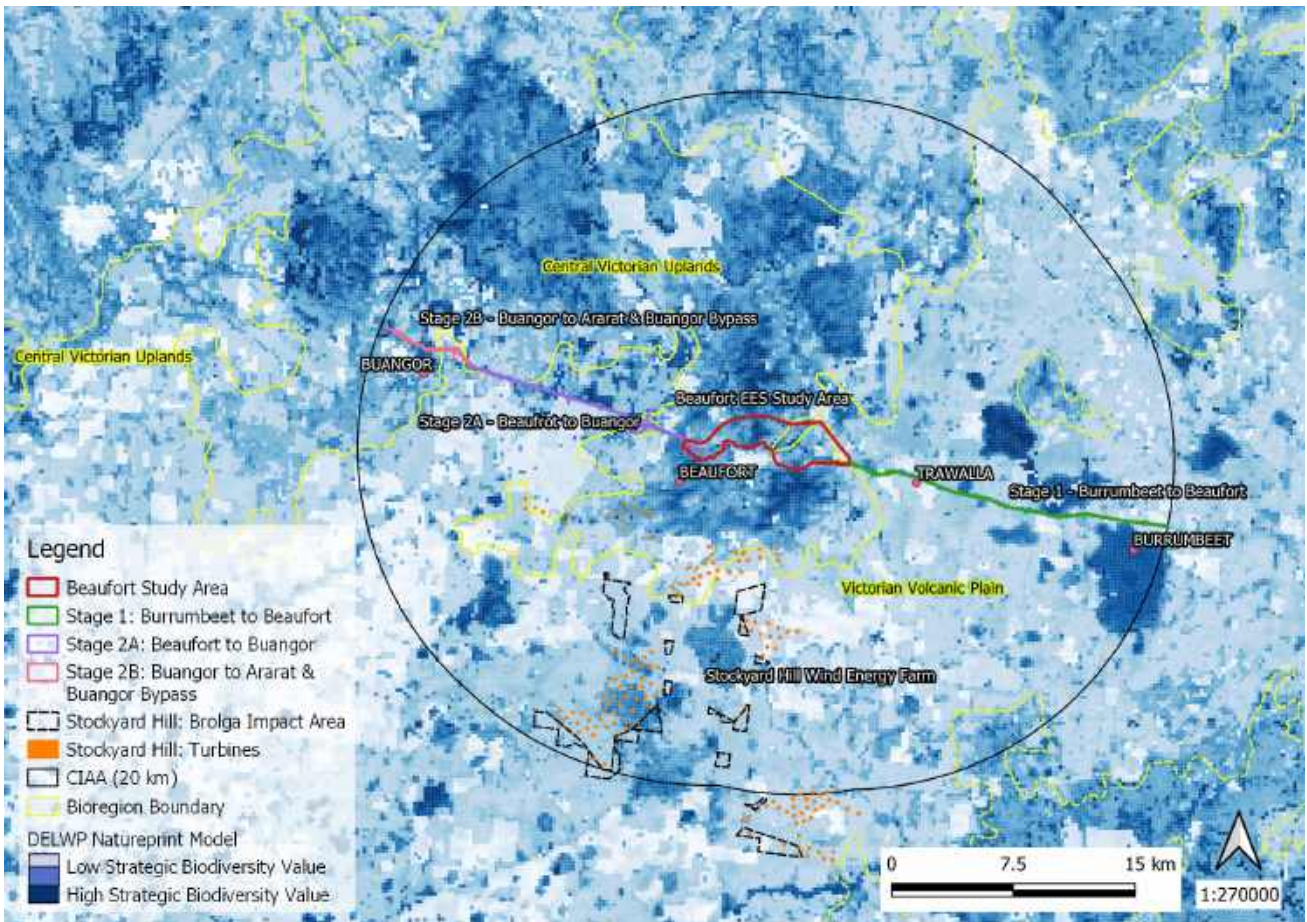 Central Victorian Uplands
Stage 2B - Buangor to Ararat & Buangor Bypass
Central Victorian Uplands
BUANGOR
Beaufort EES Study Area
Stage 2A - Beaufrot to Buangor
BEAUFORT
TRAWALLA
Stage 1 - Burrumbeet to Beaufort
BURRUMBEET
Victorian Volcanic Plain
Stockyard Hill Wind Energy Farm
Legend
Beaufort Study Area
Stage 1: Burrumbeet to Beaufort
Stage 2A: Beaufort to Buangor
Stage 2B: Buangor to Ararat &
Buangor Bypass
Stockyard Hill: Brolga Impact Area
Stockyard Hill: Turbines
CIAA (20 km)
Bioregion Boundary
DELWP Natureprint Model
Low Strategic Biodiversity Value
High Strategic Biodiversity Value
0 7.5 15 km
1:270000